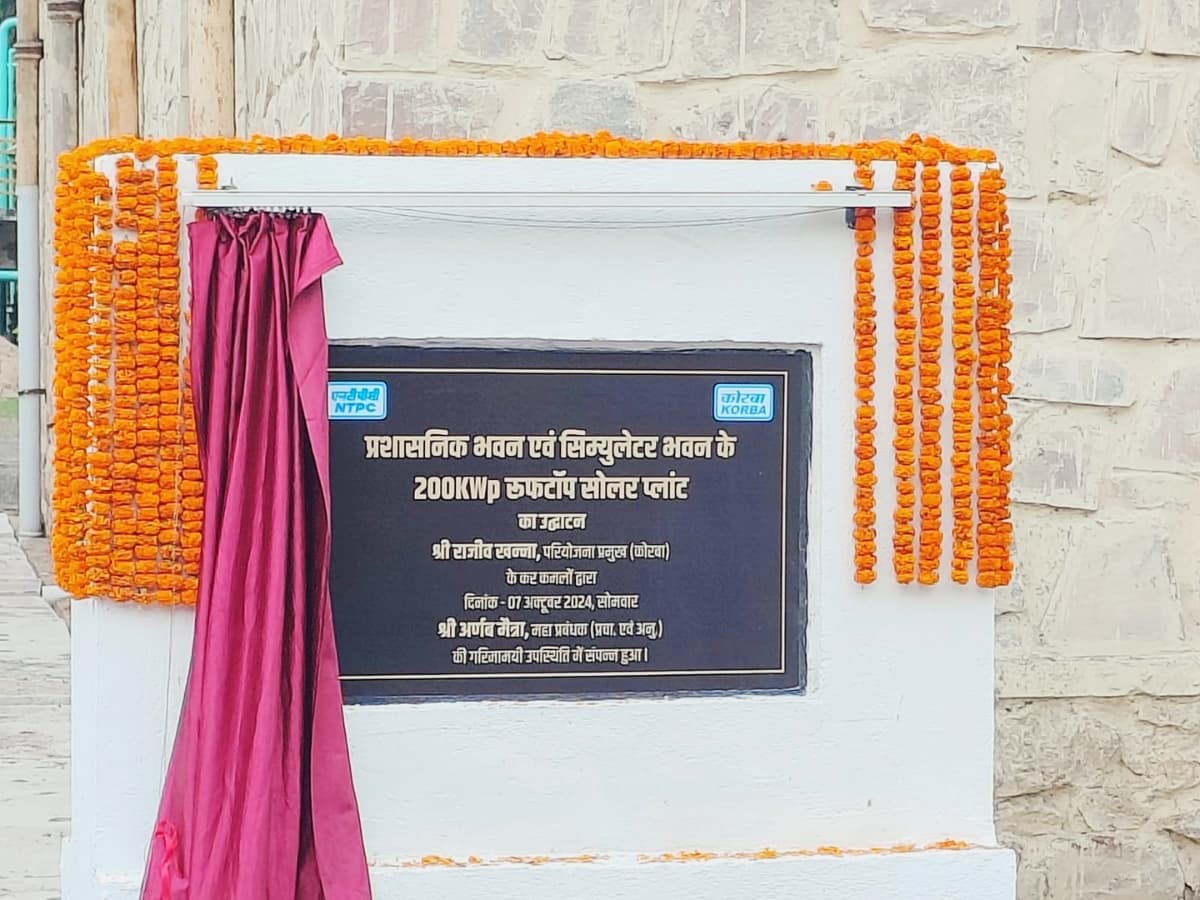 एनटीपीसी
NTPC
कोरबा
KORBA
प्रशासनिक भवन एवं सिम्युलेटर भवन के
200KWp रूफटॉप सोलर प्लांट
का उद्घाटन
श्री राजीव खन्ना, परियोजना प्रमुख (कोरबा)
के कर कमलों द्वारा
दिनांक - 07 अक्टूबर 2024, सोमवार
श्री अर्णब मैत्रा, महा प्रबंधक (प्रचा. एवं अनु.)
की गरिमामयी उपस्थिति में संपन्न हुआ।